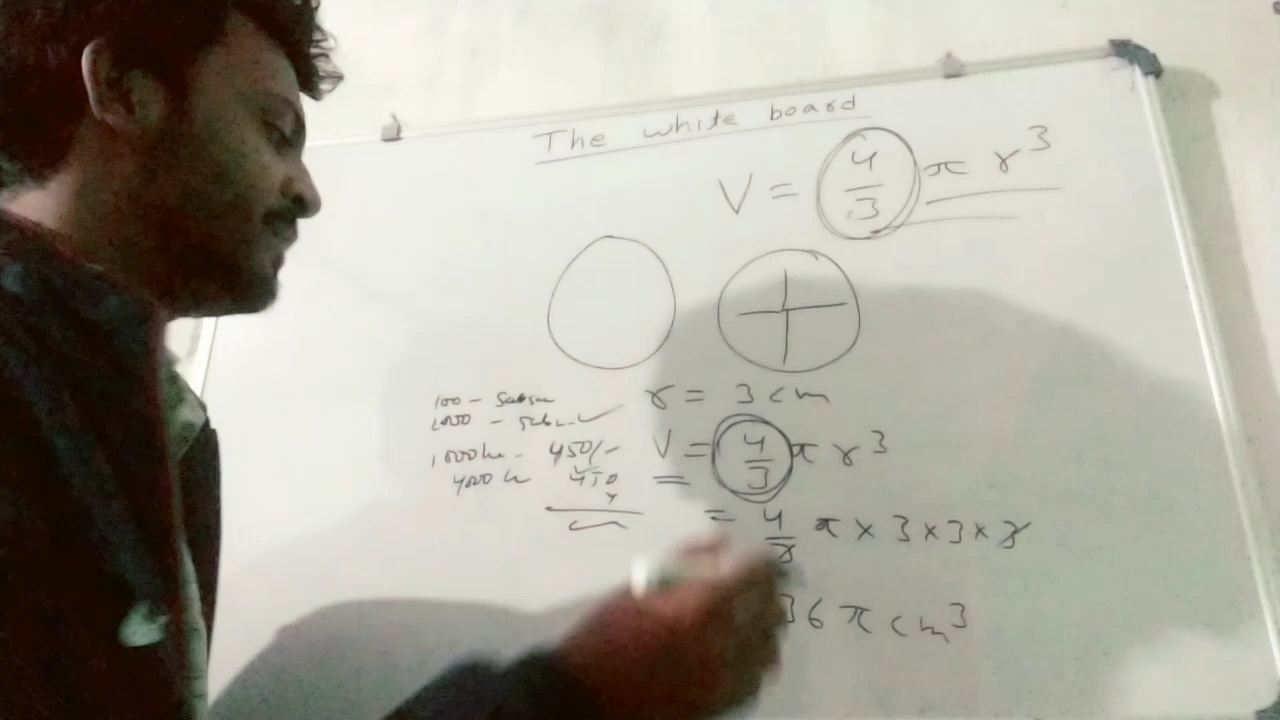 The white board
V = 4/3 π r³
r = 3 cm
100 -
1000 -
V = 4/3 π r³
1000 - 450/-
4000 450
= 4/3 π × 3 × 3 × 3
36 π cm³